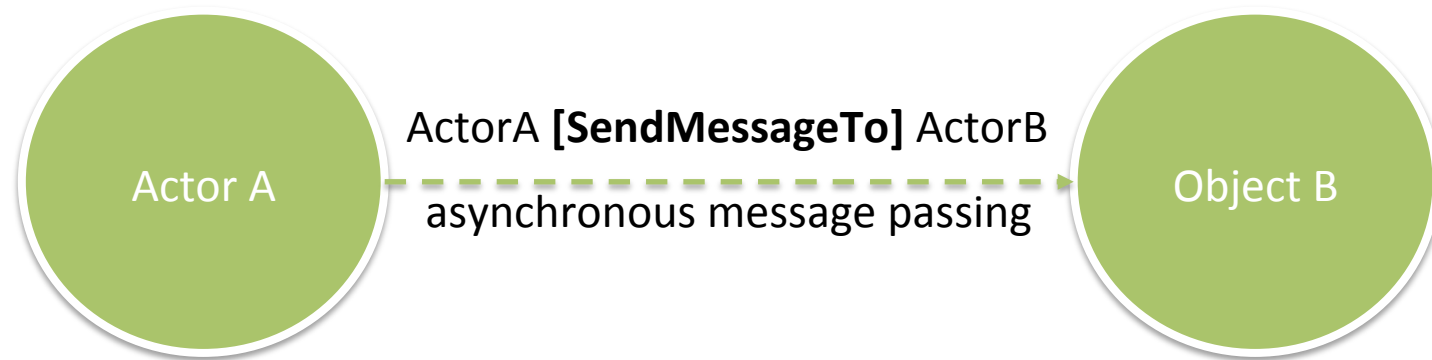 ActorA [SendMessageTo] ActorB
Actor A
Object B
asynchronous message passing